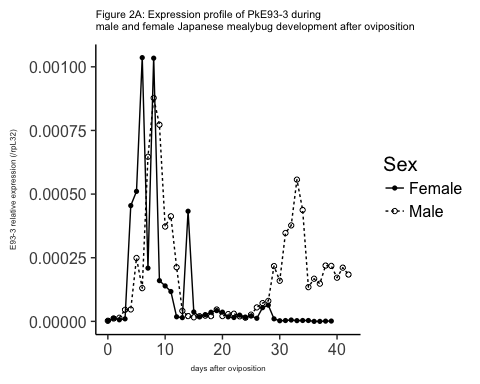 Figure 2A: Expression profile of PkE93-3 during
male and female Japanese mealybug development after oviposition
0.00100
0.00075
0.00050
0.00025
0.00000
E93-3 relative expression (/rpL32)
0 10 20 30 40
days after oviposition
Sex
Female
Male